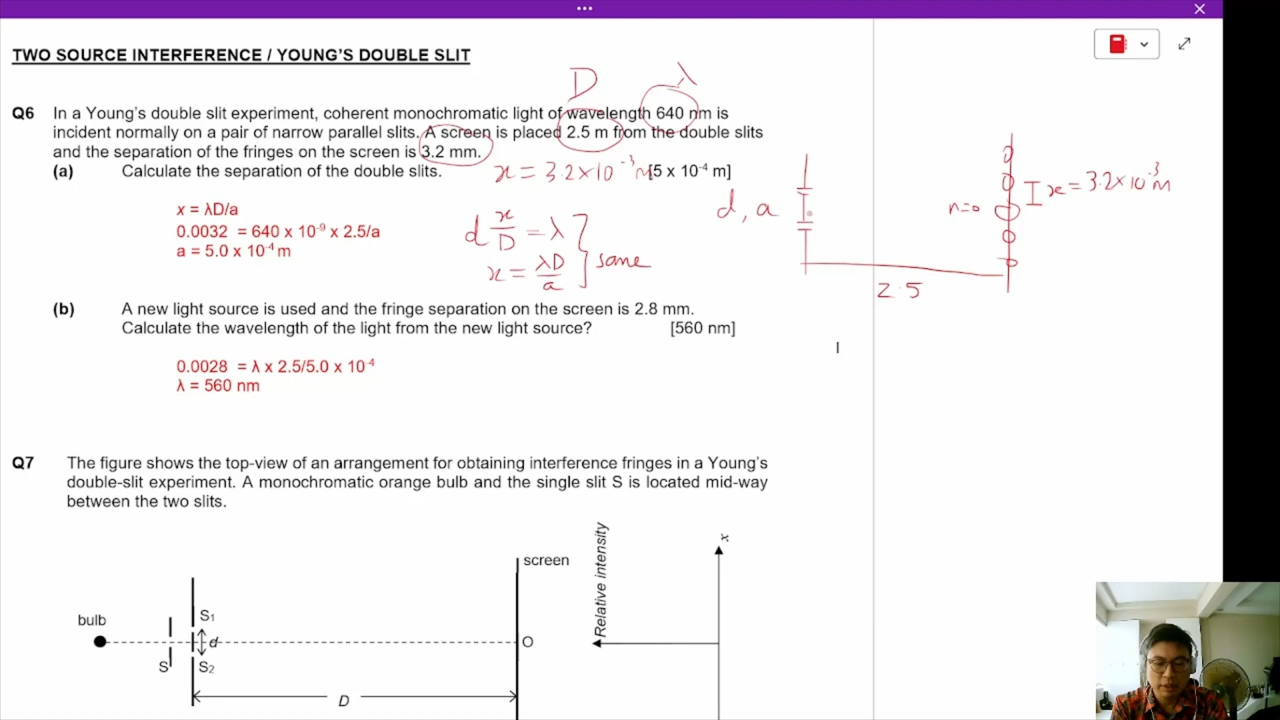 TWO SOURCE INTERFERENCE / YOUNG'S DOUBLE SLIT
D λ
Q6 In a Young's double slit experiment, coherent monochromatic light of wavelength 640 nm is
incident normally on a pair of narrow parallel slits. A screen is placed 2.5 m from the double slits
and the separation of the fringes on the screen is 3.2 mm.
(a) Calculate the separation of the double slits. [5 x 10⁻⁴ m]
x = 3.2×10⁻³ m
x = λD/a
0.0032 = 640 x 10⁻⁹ x 2.5/a
a = 5.0 x 10⁻⁴ m
d x/D = λ
x = λD/a
same
d, a
n=0
x = 3.2×10⁻³ m
2.5
(b) A new light source is used and the fringe separation on the screen is 2.8 mm.
Calculate the wavelength of the light from the new light source? [560 nm]
0.0028 = λ x 2.5/5.0 x 10⁻⁴
λ = 560 nm
Q7 The figure shows the top-view of an arrangement for obtaining interference fringes in a Young's
double-slit experiment. A monochromatic orange bulb and the single slit S is located mid-way
between the two slits.
bulb
S
S₁
d
S₂
D
screen
O
Relative intensity
x